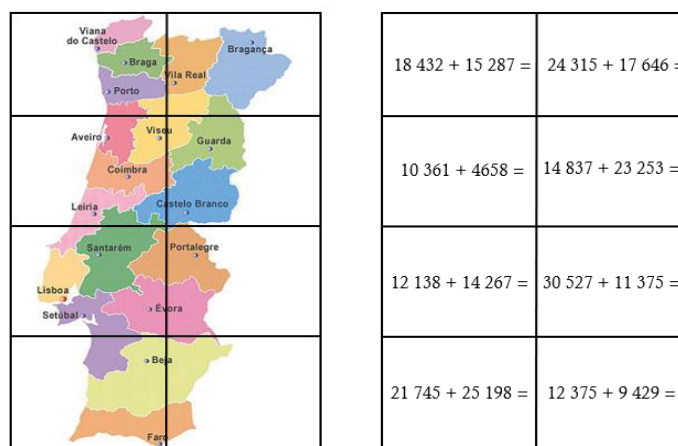 Viana
do Castelo
Bragança
Braga
Vila Real
Porto
Aveiro
Viseu
Guarda
Coimbra
Leiria
Castelo Branco
Santarém
Portalegre
Lisboa
Setúbal
Évora
Beja
Faro
18 432 + 15 287 =
24 315 + 17 646 =
10 361 + 4658 =
14 837 + 23 253 =
12 138 + 14 267 =
30 527 + 11 375 =
21 745 + 25 198 =
12 375 + 9 429 =